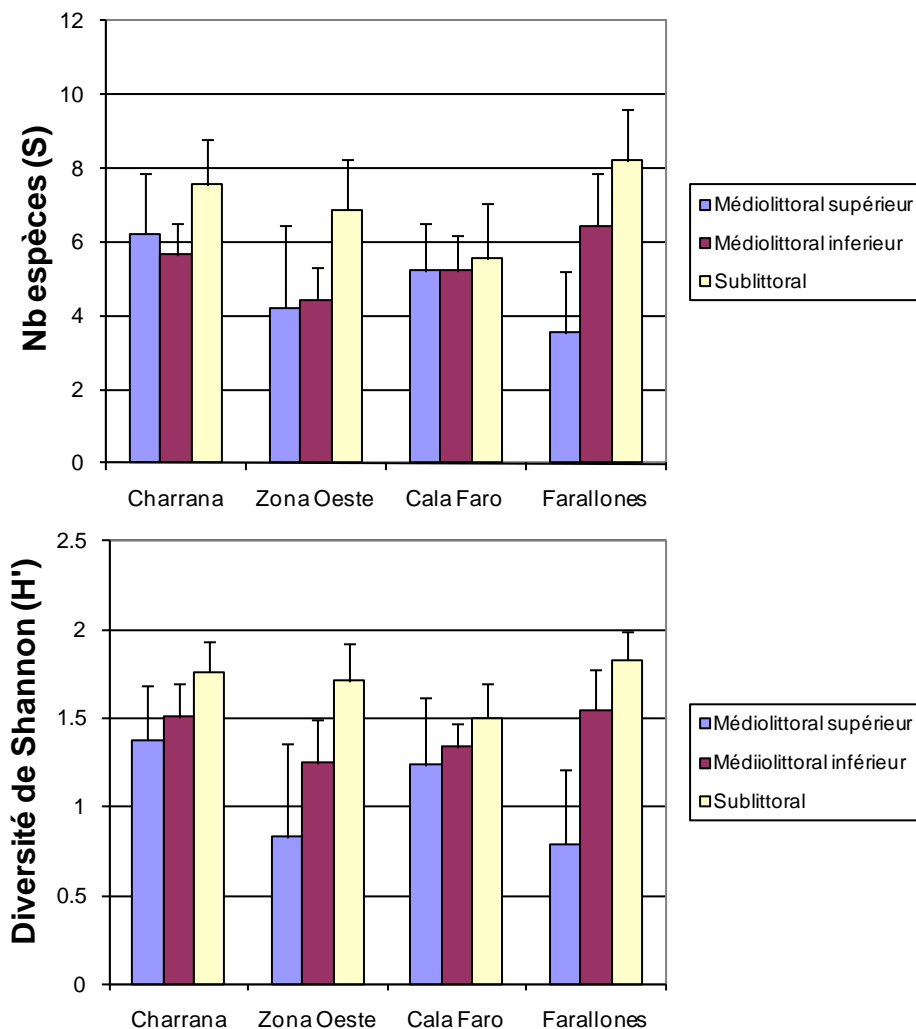 Nb espèces (S)
12
10
8
6
4
2
0
Charrana Zona Oeste Cala Faro Farallones
Médiolittoral supérieur
Médiolittoral inferieur
Sublittoral
Diversité de Shannon (H')
2.5
2
1.5
1
0.5
0
Charrana Zona Oeste Cala Faro Farallones
Médiolittoral supérieur
Médiiolittoral inférieur
Sublittoral